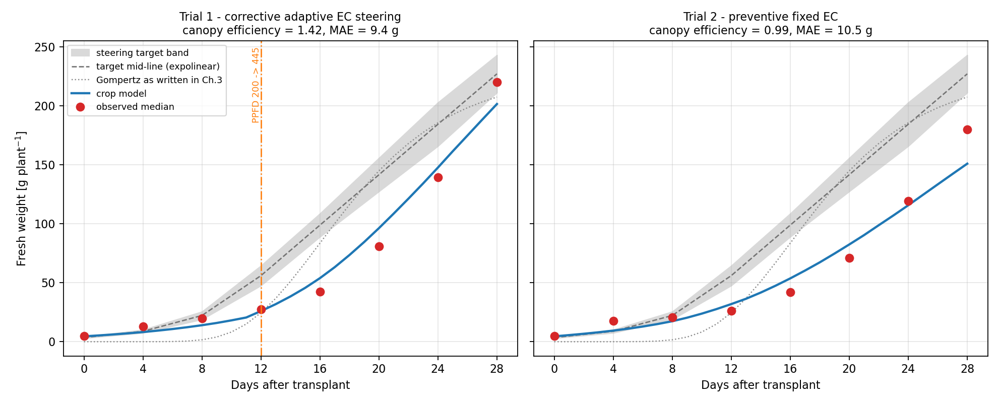 Trial 1 - corrective adaptive EC steering
canopy efficiency = 1.42, MAE = 9.4 g
Trial 2 - preventive fixed EC
canopy efficiency = 0.99, MAE = 10.5 g
steering target band
target mid-line (expolinear)
Gompertz as written in Ch.3
crop model
observed median
PPFD 200 -> 445
Fresh weight [g plant⁻¹]
250
200
150
100
50
0
0 4 8 12 16 20 24 28
0 4 8 12 16 20 24 28
Days after transplant
Days after transplant